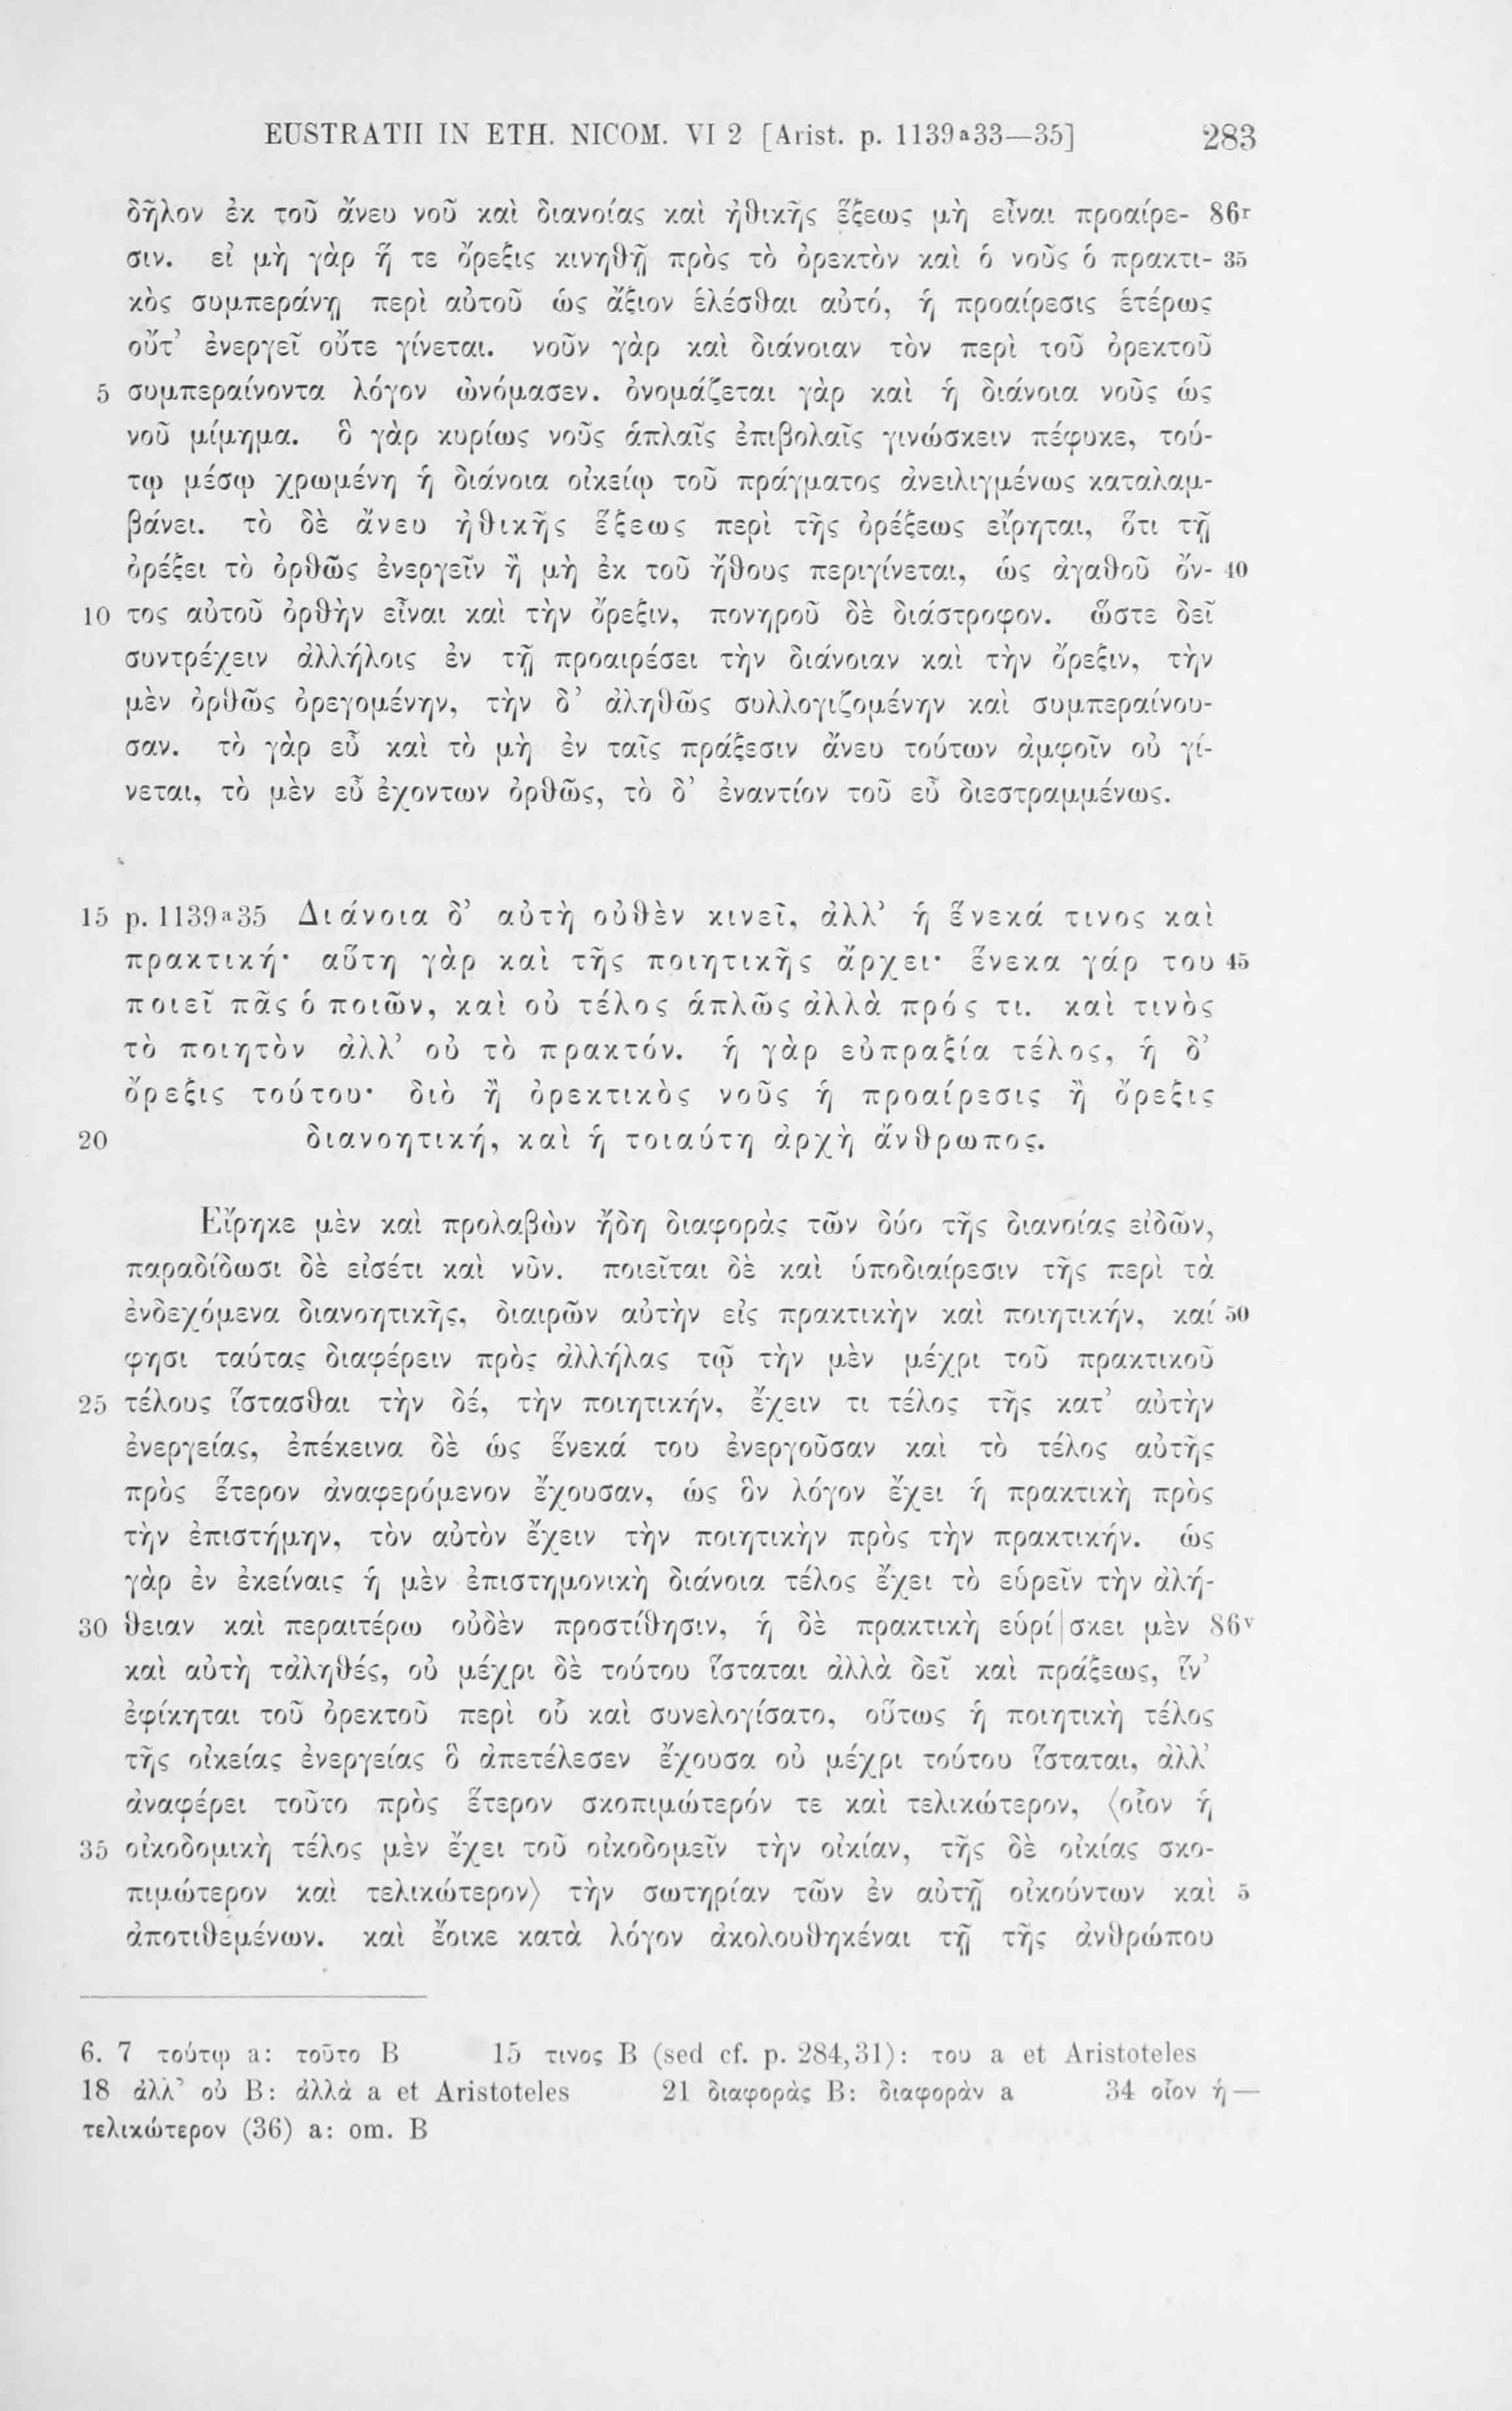 EUSTRATII IN ETH. NICOM. VI 2 [Arist. p. 1139ª33—35] 283
δῆλον ἐκ τοῦ ἄνευ νοῦ καὶ διανοίας καὶ ἠθικῆς ἕξεως μὴ εἶναι προαίρε- 86r
σιν. εἰ μὴ γὰρ ἥ τε ὄρεξις κινηθῇ πρὸς τὸ ὀρεκτὸν καὶ ὁ νοῦς ὁ πρακτι- 35
κὸς συμπεράνῃ περὶ αὐτοῦ ὡς ἄξιον ἑλέσθαι αὐτό, ἡ προαίρεσις ἑτέρως
οὔτ’ ἐνεργεῖ οὔτε γίνεται. νοῦν γὰρ καὶ διάνοιαν τὸν περὶ τοῦ ὀρεκτοῦ
5 συμπεραίνοντα λόγον ὠνόμασεν. ὀνομάζεται γὰρ καὶ ἡ διάνοια νοῦς ὡς
νοῦ μίμημα. ὃ γὰρ κυρίως νοῦς ἁπλαῖς ἐπιβολαῖς γινώσκειν πέφυκε, τού-
τῳ μέσῳ χρωμένη ἡ διάνοια οἰκείῳ τοῦ πράγματος ἀνειλιγμένως καταλαμ-
βάνει. τὸ δὲ ἄνευ ἠθικῆς ἕξεως περὶ τῆς ὀρέξεως εἴρηται, ὅτι τῇ
ὀρέξει τὸ ὀρθῶς ἐνεργεῖν ἢ μὴ ἐκ τοῦ ἤθους περιγίνεται, ὡς ἀγαθοῦ ὄν- 40
10 τος αὐτοῦ ὀρθὴν εἶναι καὶ τὴν ὄρεξιν, πονηροῦ δὲ διάστροφον. ὥστε δεῖ
συντρέχειν ἀλλήλοις ἐν τῇ προαιρέσει τὴν διάνοιαν καὶ τὴν ὄρεξιν, τὴν
μὲν ὀρθῶς ὀρεγομένην, τὴν δ’ ἀληθῶς συλλογιζομένην καὶ συμπεραίνου-
σαν. τὸ γὰρ εὖ καὶ τὸ μὴ ἐν ταῖς πράξεσιν ἄνευ τούτων ἀμφοῖν οὐ γί-
νεται, τὸ μὲν εὖ ἐχοντων ὀρθῶς, τὸ δ’ ἐναντίον τοῦ εὖ διεστραμμένως.
15 p. 1139ª35 Διάνοια δ’ αὐτὴ οὐθὲν κινεῖ, ἀλλ’ ἡ ἕνεκά τινος καὶ
πρακτική· αὕτη γὰρ καὶ τῆς ποιητικῆς ἄρχει· ἕνεκα γάρ του 45
ποιεῖ πᾶς ὁ ποιῶν, καὶ οὐ τέλος ἁπλῶς ἀλλὰ πρός τι. καὶ τινὸς
τὸ ποιητὸν ἀλλ’ οὐ τὸ πρακτόν. ἡ γὰρ εὐπραξία τέλος, ἡ δ’
ὄρεξις τούτου· διὸ ἢ ὀρεκτικὸς νοῦς ἡ προαίρεσις ἢ ὄρεξις
20 διανοητική, καὶ ἡ τοιαύτη ἀρχὴ ἄνθρωπος.
Εἴρηκε μὲν καὶ προλαβὼν ἤδη διαφορὰς τῶν δύο τῆς διανοίας εἰδῶν,
παραδίδωσι δὲ εἰσέτι καὶ νῦν. ποιεῖται δὲ καὶ ὑποδιαίρεσιν τῆς περὶ τὰ
ἐνδεχόμενα διανοητικῆς, διαιρῶν αὐτὴν εἰς πρακτικὴν καὶ ποιητικήν, καί 50
φησι ταύτας διαφέρειν πρὸς ἀλλήλας τῷ τὴν μὲν μέχρι τοῦ πρακτικοῦ
25 τέλους ἵστασθαι τὴν δέ, τὴν ποιητικήν, ἔχειν τι τέλος τῆς κατ’ αὐτὴν
ἐνεργείας, ἐπέκεινα δὲ ὡς ἕνεκά του ἐνεργοῦσαν καὶ τὸ τέλος αὐτῆς
πρὸς ἕτερον ἀναφερόμενον ἔχουσαν, ὡς ὃν λόγον ἔχει ἡ πρακτικὴ πρὸς
τὴν ἐπιστήμην, τὸν αὐτὸν ἔχειν τὴν ποιητικὴν πρὸς τὴν πρακτικήν. ὡς
γὰρ ἐν ἐκείναις ἡ μὲν ἐπιστημονικὴ διάνοια τέλος ἔχει τὸ εὑρεῖν τὴν ἀλή-
30 θειαν καὶ περαιτέρω οὐδὲν προστίθησιν, ἡ δὲ πρακτικὴ εὑρί|σκει μὲν 86v
καὶ αὐτὴ τἀληθές, οὐ μέχρι δὲ τούτου ἵσταται ἀλλὰ δεῖ καὶ πράξεως, ἵν’
ἐφίκηται τοῦ ὀρεκτοῦ περὶ οὗ καὶ συνελογίσατο, οὕτως ἡ ποιητικὴ τέλος
τῆς οἰκείας ἐνεργείας ὃ ἀπετέλεσεν ἔχουσα οὐ μέχρι τούτου ἵσταται, ἀλλ’
ἀναφέρει τοῦτο πρὸς ἕτερον σκοπιμώτερόν τε καὶ τελικώτερον, ⟨οἷον ἡ
35 οἰκοδομικὴ τέλος μὲν ἔχει τοῦ οἰκοδομεῖν τὴν οἰκίαν, τῆς δὲ οἰκίας σκο-
πιμώτερον καὶ τελικώτερον⟩ τὴν σωτηρίαν τῶν ἐν αὐτῇ οἰκούντων καὶ 5
ἀποτιθεμένων. καὶ ἔοικε κατὰ λόγον ἀκολουθηκέναι τῇ τῆς ἀνθρώπου
6. 7 τούτῳ a: τοῦτο B 15 τινος B (sed cf. p. 284,31): του a et Aristoteles
18 ἀλλ’ οὐ B: ἀλλὰ a et Aristoteles 21 διαφορὰς B: διαφορὰν a 34 οἷον ἡ—
τελικώτερον (36) a: om. B